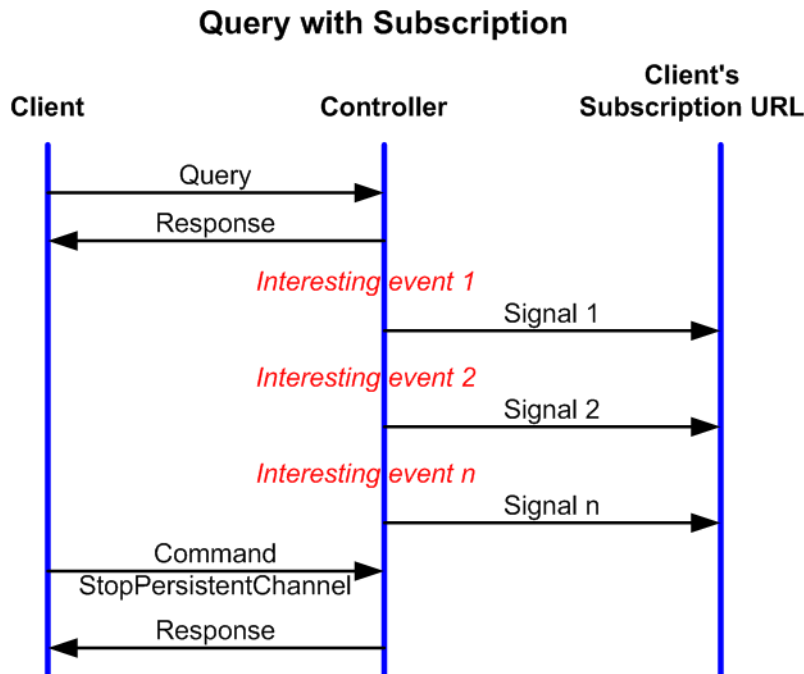 Query with Subscription
Client
Controller
Client's
Subscription URL
Query
Response
Interesting event 1
Signal 1
Interesting event 2
Signal 2
Interesting event n
Signal n
Command
StopPersistentChannel
Response